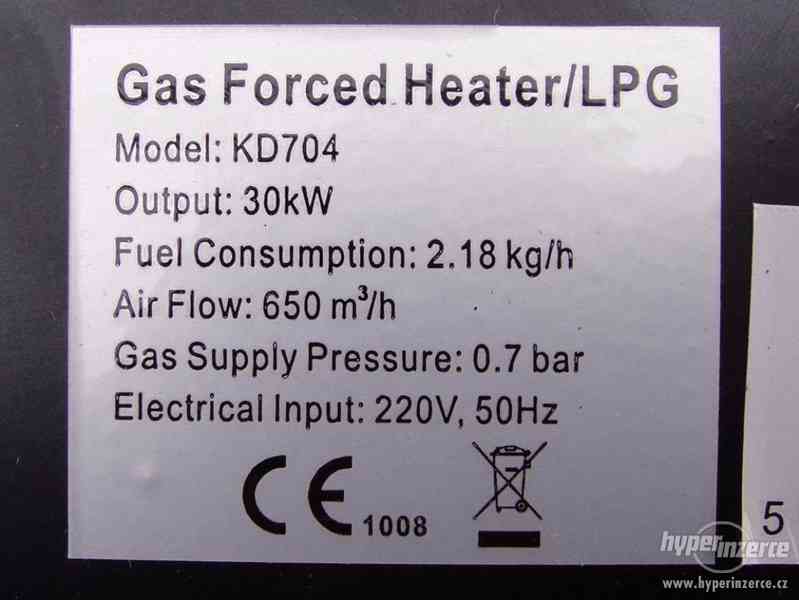 Gas Forced Heater/LPG
Model: KD704
Output: 30kW
Fuel Consumption: 2.18 kg/h
Air Flow: 650 m³/h
Gas Supply Pressure: 0.7 bar
Electrical Input: 220V, 50Hz
CE 1008
5
hyperinzerce
www.hyperinzerce.cz